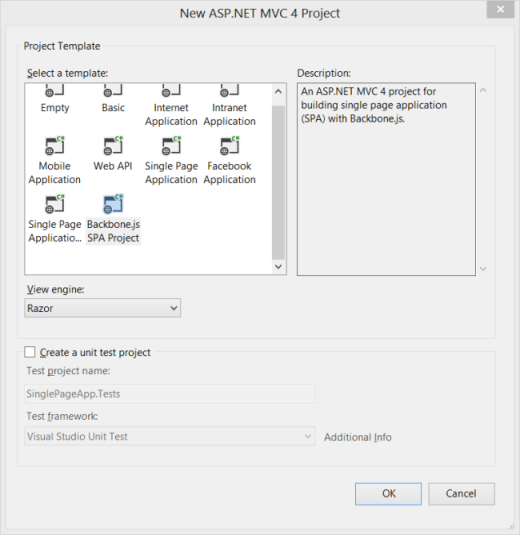 New ASP.NET MVC 4 Project
Project Template
Select a template:
Empty
Basic
Internet
Application
Intranet
Application
Mobile
Application
Web API
Single Page
Application
Facebook
Application
Single Page
Applicatio...
Backbone.js
SPA Project
Description:
An ASP.NET MVC 4 project for
building single page application
(SPA) with Backbone.js.
View engine:
Razor
Create a unit test project
Test project name:
SinglePageApp.Tests
Test framework:
Visual Studio Unit Test
Additional Info
OK
Cancel